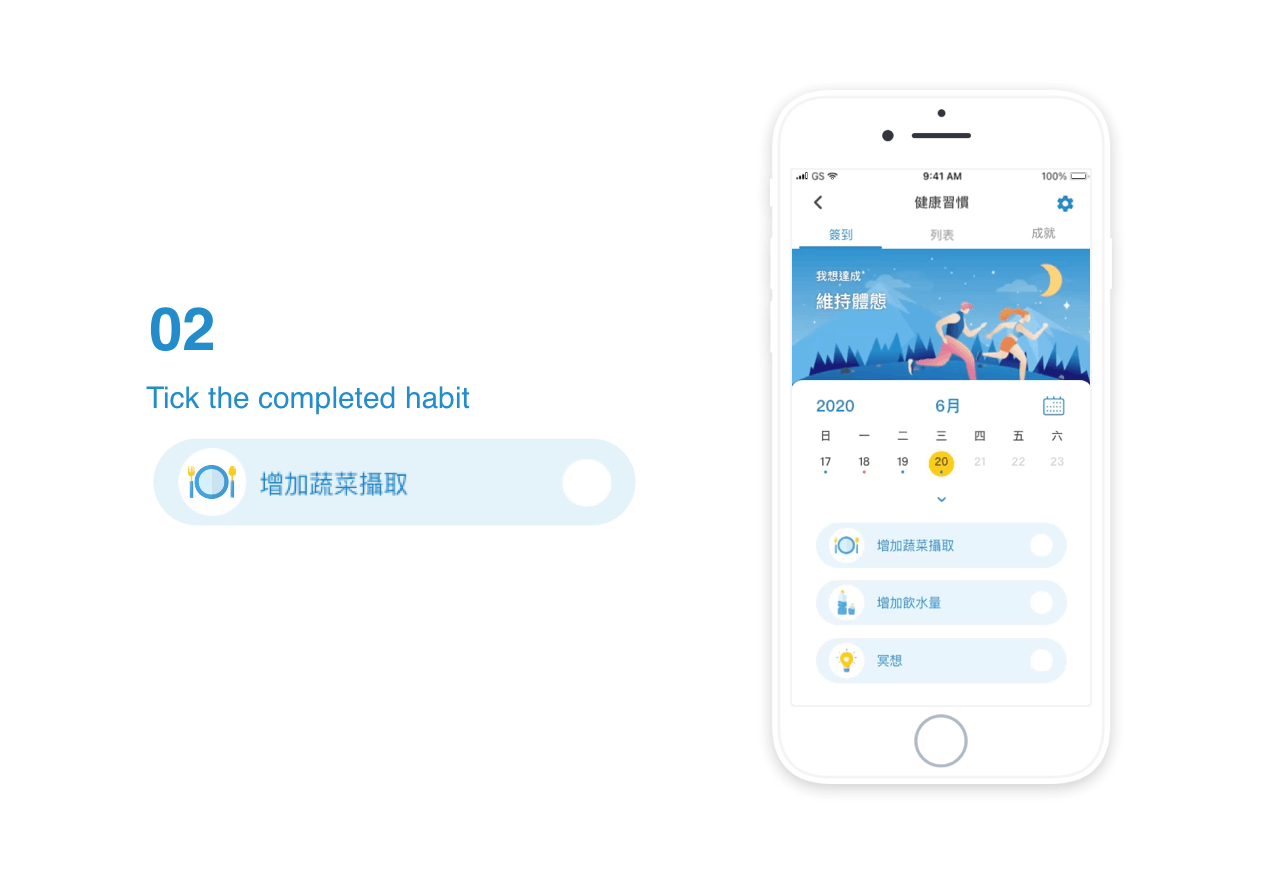 02
Tick the completed habit
增加蔬菜攝取
GS 9:41 AM 100%
健康習慣
簽到 列表 成就
我想達成"
維持體態
2020 6月
日 一 二 三 四 五 六
17 18 19 20 21 22 23
增加蔬菜攝取
增加飲水量
冥想